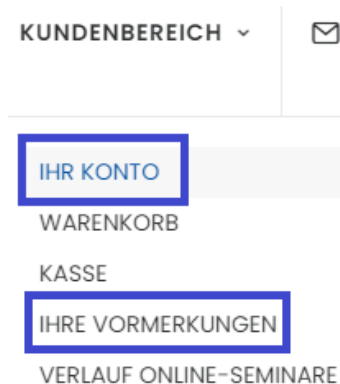 KUNDENBEREICH
IHR KONTO
WARENKORB
KASSE
IHRE VORMERKUNGEN
VERLAUF ONLINE-SEMINARE